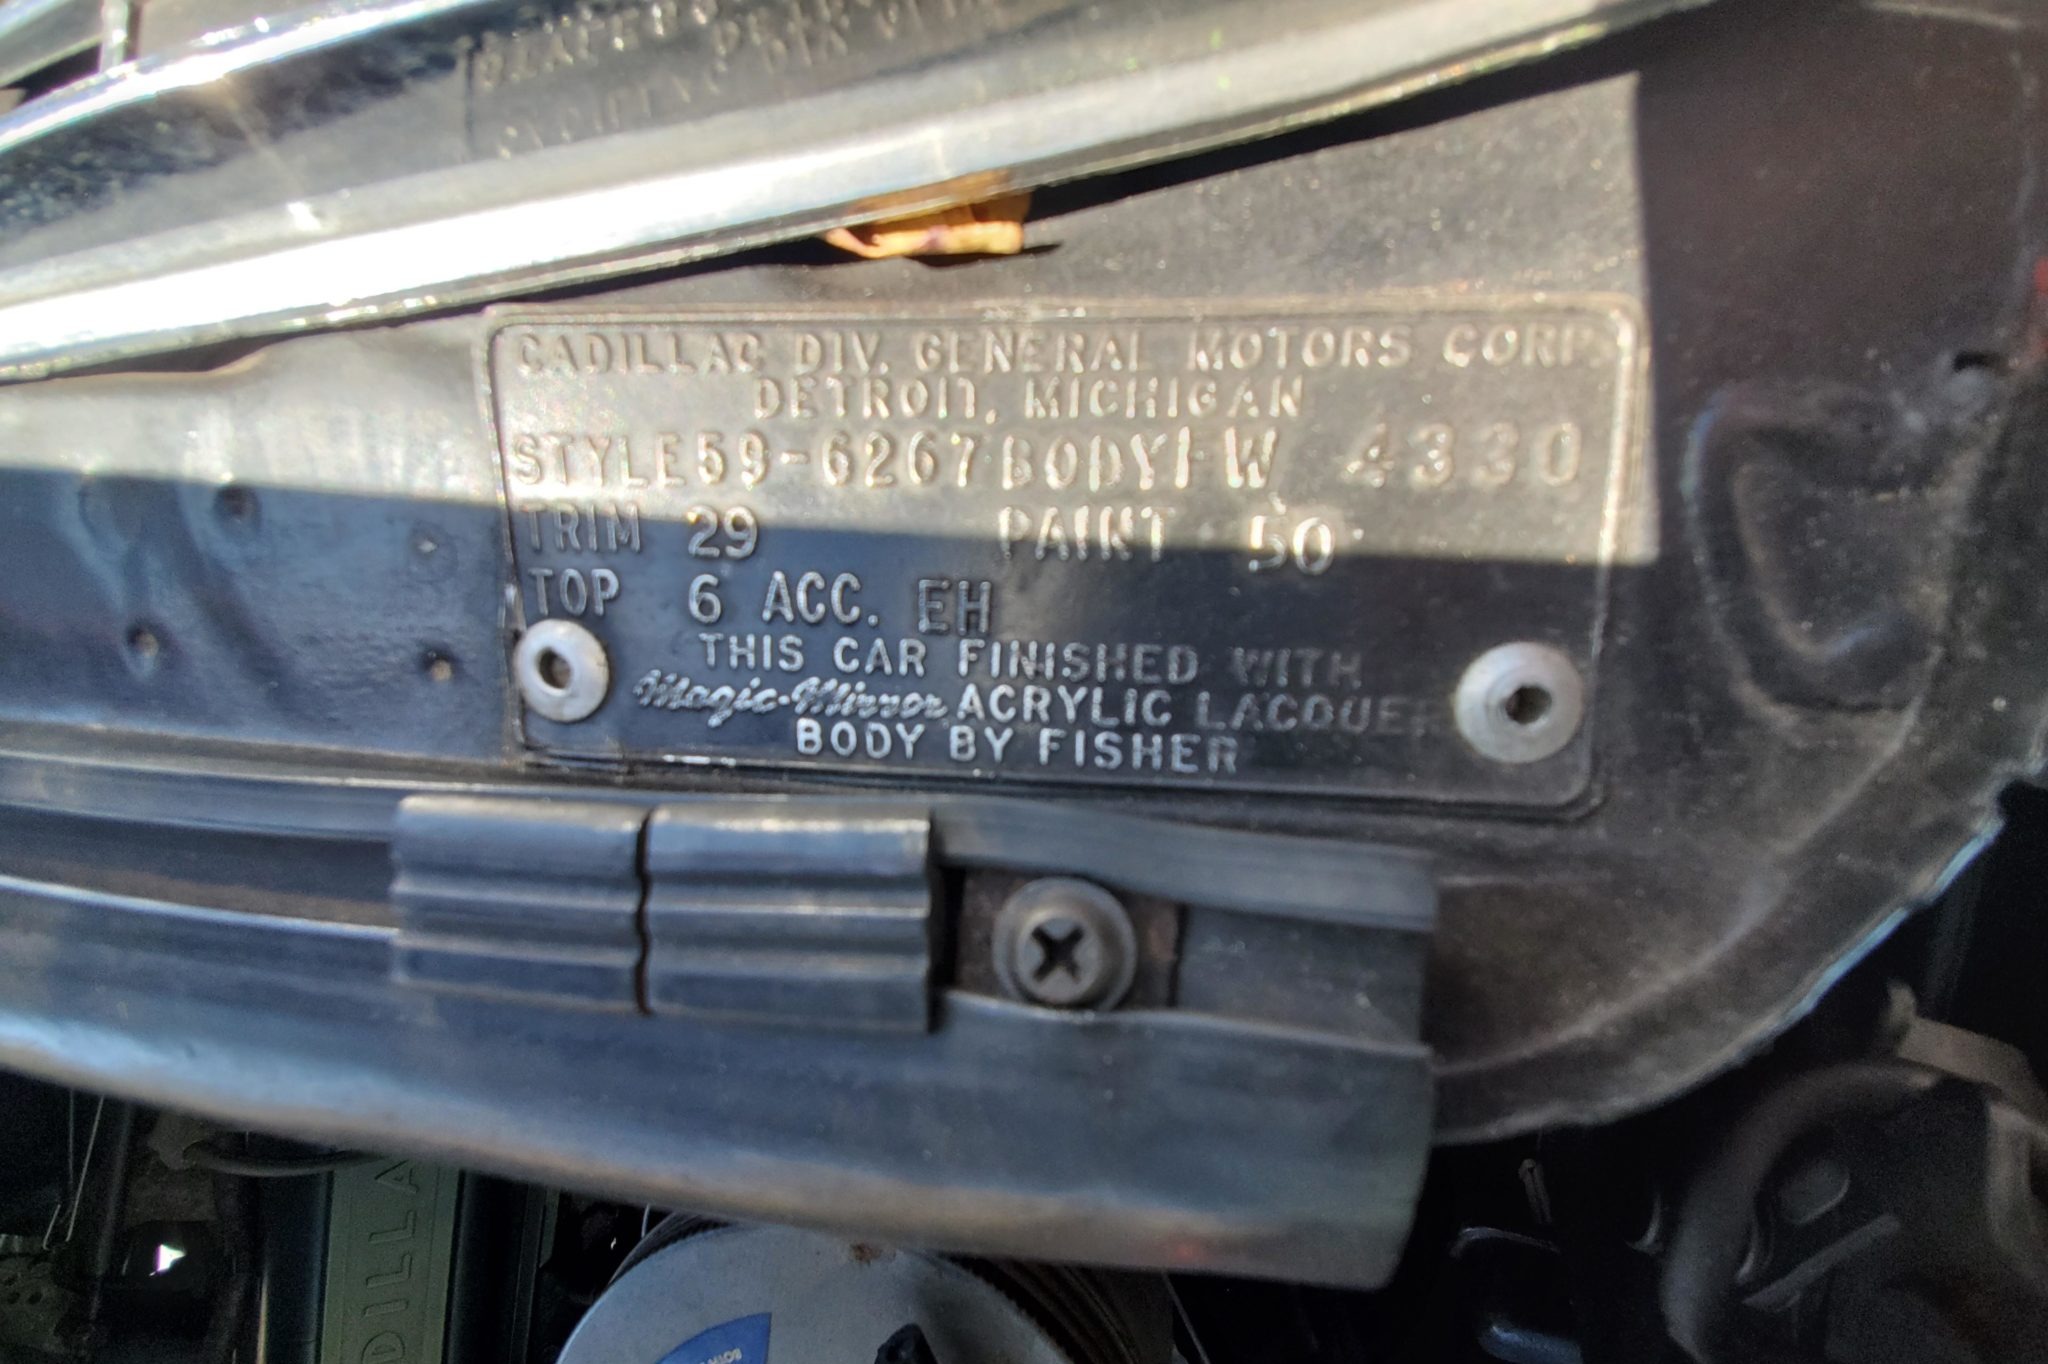 CADILLAC DIV. GENERAL MOTORS CORP.
DETROIT, MICHIGAN
STYLE 59-6267 BODY FW 4330
TRIM 29 PAINT 50
TOP 6 ACC. EH
THIS CAR FINISHED WITH
Magic-Mirror ACRYLIC LACQUER
BODY BY FISHER
DILLA